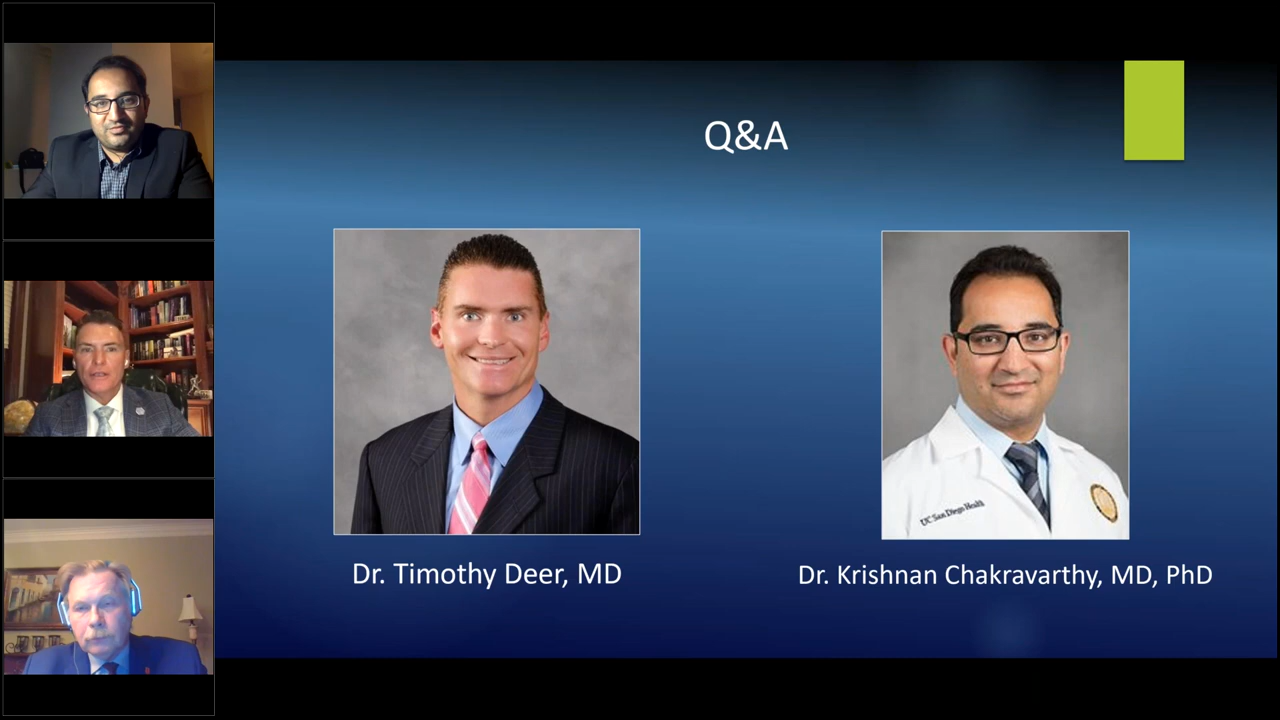 Q&A
UC San Diego Health
Dr. Timothy Deer, MD
Dr. Krishnan Chakravarthy, MD, PhD